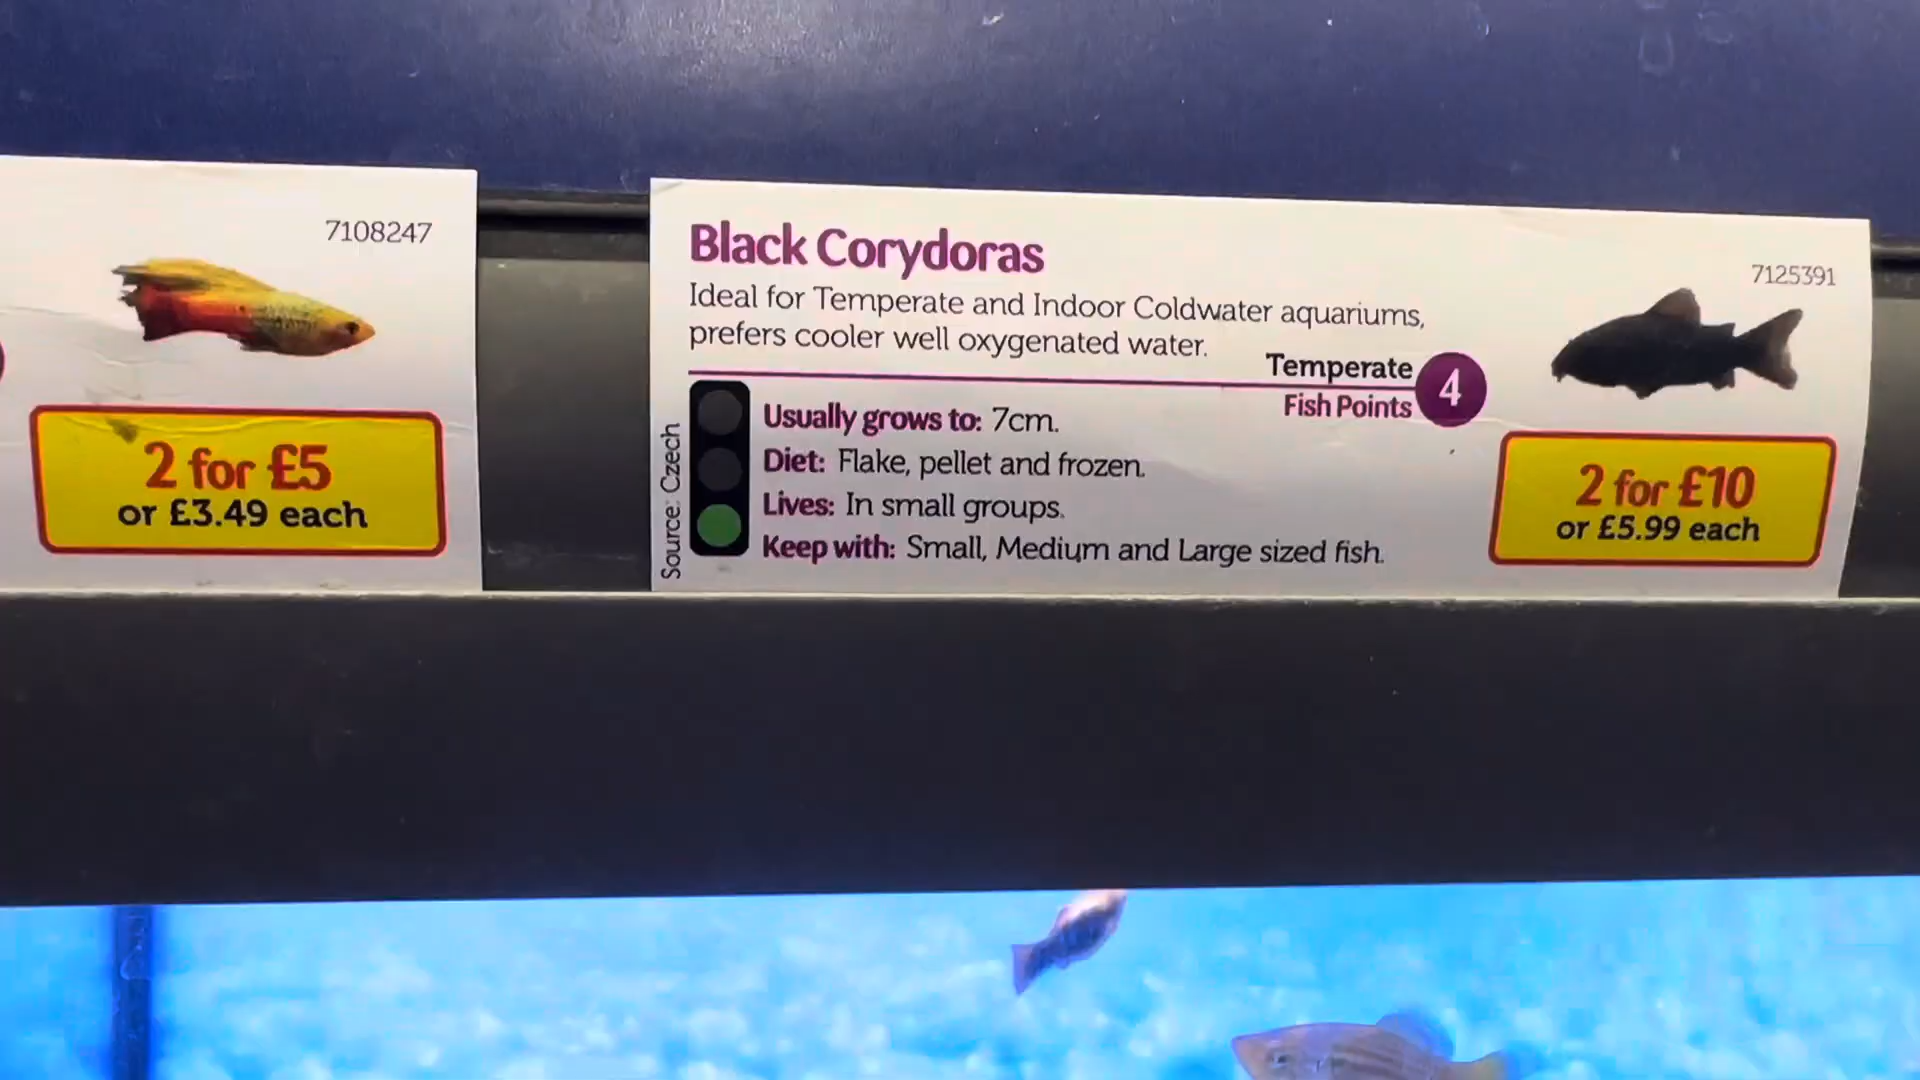 7108247
2 for £5
or £3.49 each
Black Corydoras
7125391
Ideal for Temperate and Indoor Coldwater aquariums,
prefers cooler well oxygenated water.
Temperate
Fish Points
4
Source: Czech
Usually grows to: 7cm.
Diet: Flake, pellet and frozen.
Lives: In small groups.
Keep with: Small, Medium and Large sized fish.
2 for £10
or £5.99 each